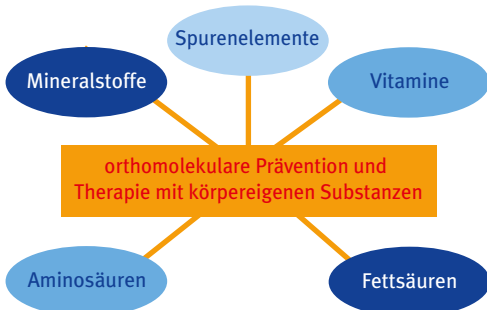 Spurenelemente
Mineralstoffe
Vitamine
orthomolekulare Prävention und
Therapie mit körpereigenen Substanzen
Aminosäuren
Fettsäuren